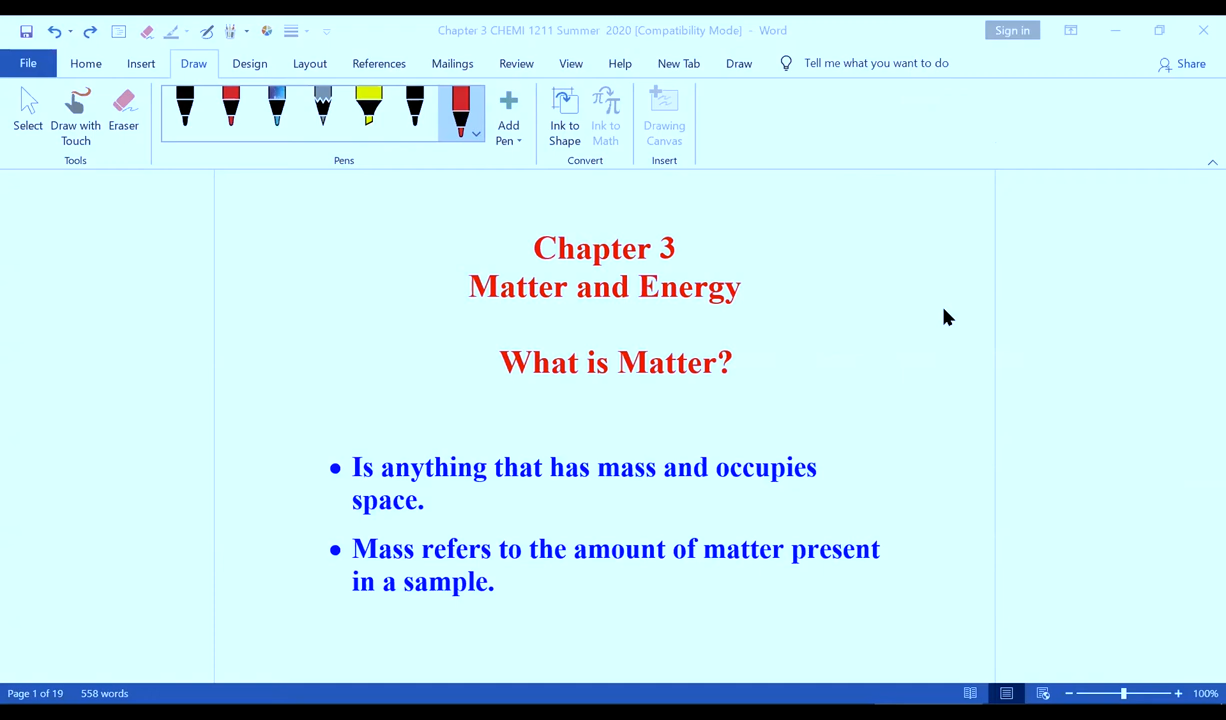 Chapter 3 CHEMI 1211 Summer 2020 [Compatibility Mode] - Word
Sign in
File Home Insert Draw Design Layout References Mailings Review View Help New Tab Draw Tell me what you want to do Share
Select Draw with Touch Eraser Add Pen Ink to Shape Ink to Math Drawing Canvas
Tools Pens Convert Insert
Chapter 3
Matter and Energy
What is Matter?
• Is anything that has mass and occupies
space.
• Mass refers to the amount of matter present
in a sample.
Page 1 of 19 558 words 100%